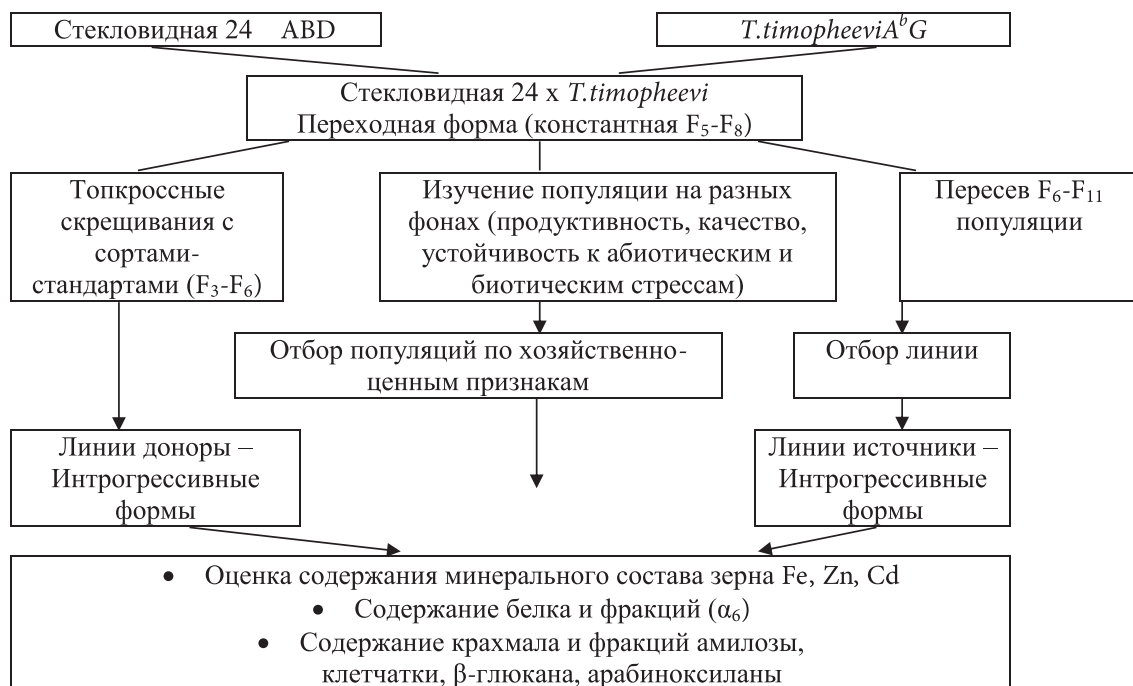 Стекловидная 24 ABD
T.timopheeviAᵇG
Стекловидная 24 x T.timopheevi
Переходная форма (константная F₅-F₈)
Топкроссные
скрещивания с
сортами-
стандартами (F₃-F₆)
Изучение популяции на разных
фонах (продуктивность, качество,
устойчивость к абиотическим и
биотическим стрессам)
Пересев F₆-F₁₁
популяции
Отбор популяций по хозяйственно-
ценным признакам
Отбор линии
Линии доноры –
Интрогрессивные
формы
Линии источники –
Интрогрессивные
формы
• Оценка содержания минерального состава зерна Fe, Zn, Cd
• Содержание белка и фракций (α₆)
• Содержание крахмала и фракций амилозы,
клетчатки, β-глюкана, арабиноксиланы